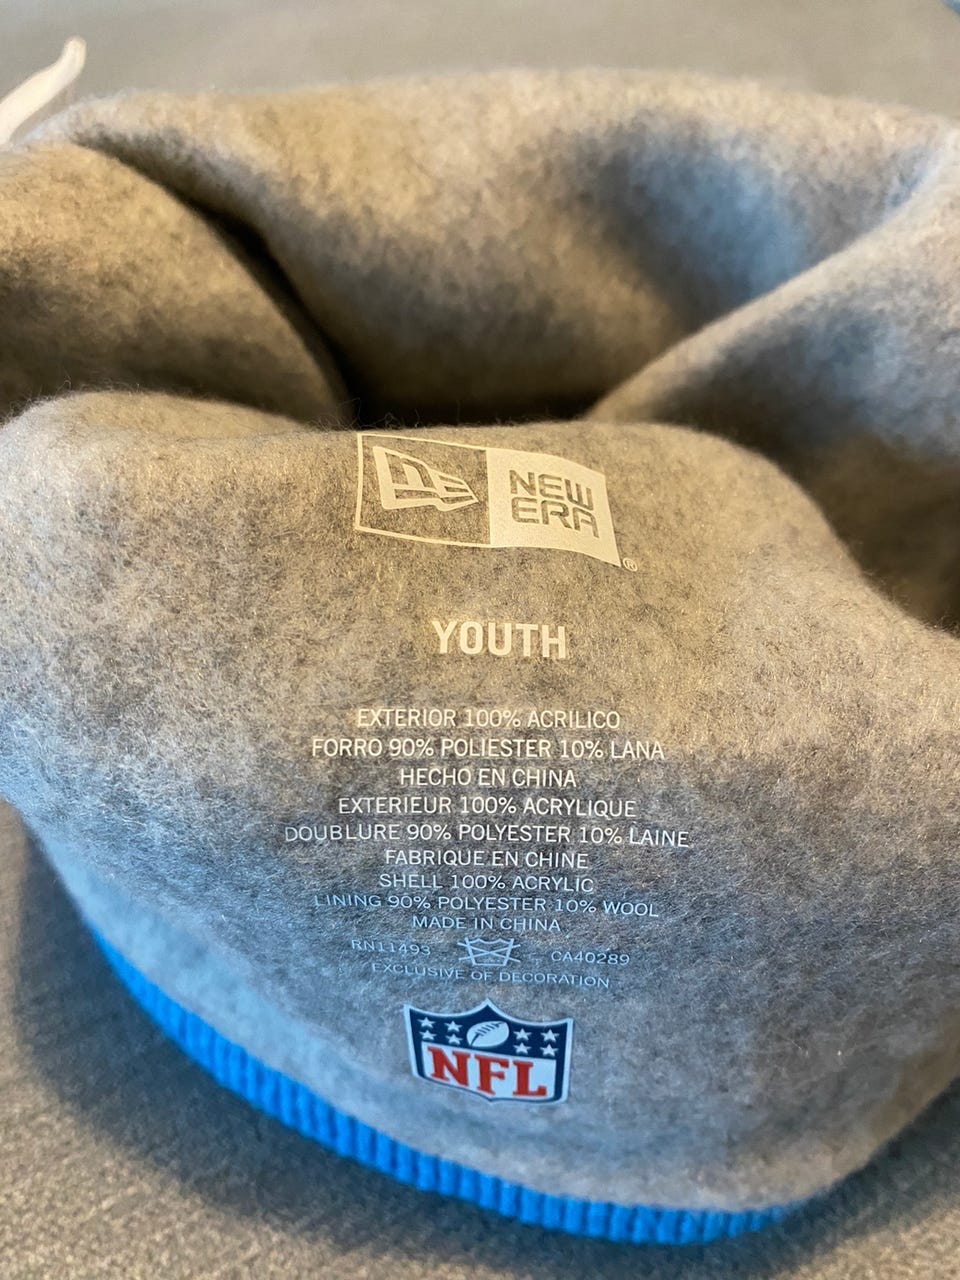 NEW
ERA
®
YOUTH
EXTERIOR 100% ACRILICO
FORRO 90% POLIESTER 10% LANA
HECHO EN CHINA
EXTERIEUR 100% ACRYLIQUE
DOUBLURE 90% POLYESTER 10% LAINE
FABRIQUE EN CHINE
SHELL 100% ACRYLIC
LINING 90% POLYESTER 10% WOOL
MADE IN CHINA
RN11493 CA40289
EXCLUSIVE OF DECORATION
NFL